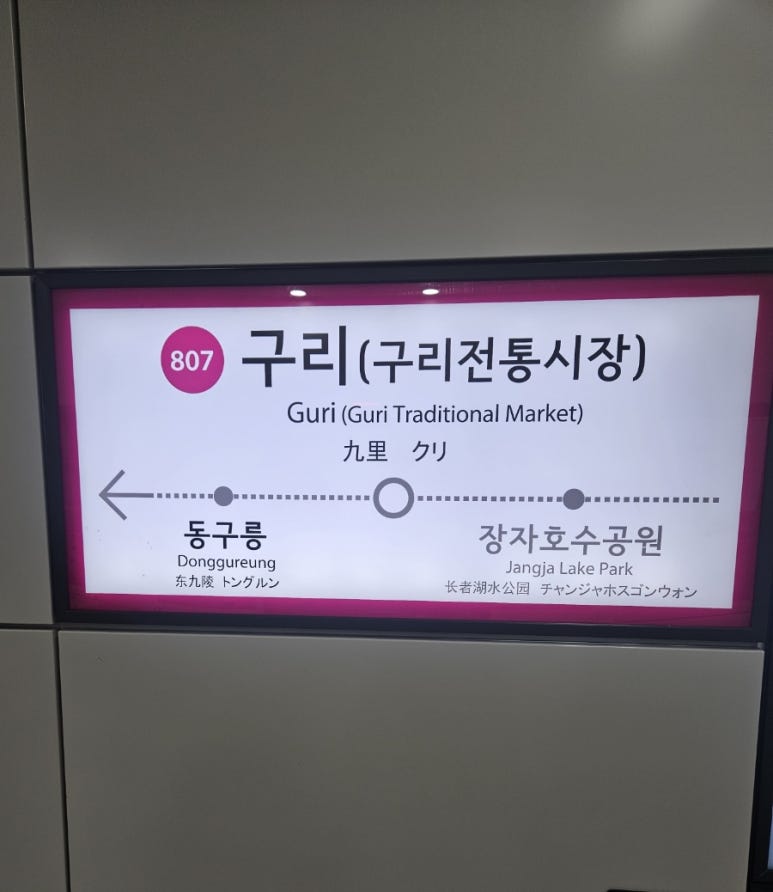 807 구리(구리전통시장)
Guri (Guri Traditional Market)
九里 クリ
동구릉
Donggureung
东九陵 トングルン
장자호수공원
Jangja Lake Park
长者湖水公园 チャンジャホスゴンウォン